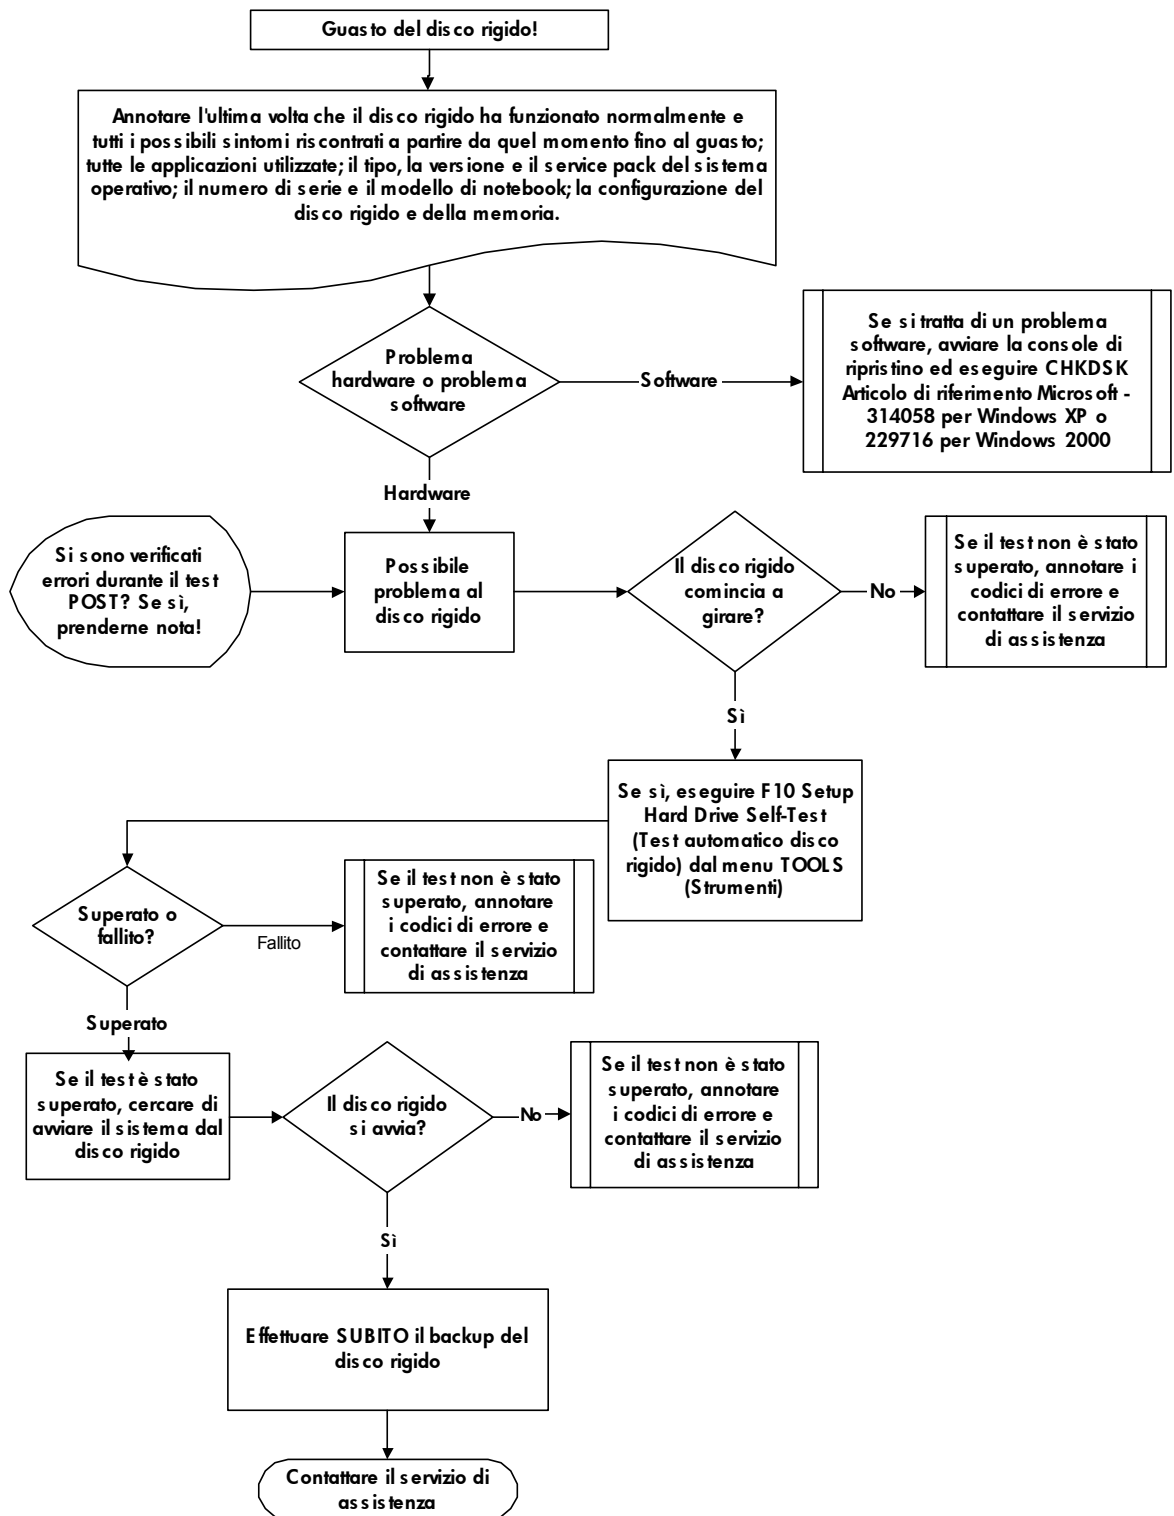 Guasto del disco rigido!
Annotare l'ultima volta che il disco rigido ha funzionato normalmente e
tutti i possibili sintomi riscontrati a partire da quel momento fino al guasto;
tutte le applicazioni utilizzate; il tipo, la versione e il service pack del sistema
operativo; il numero di serie e il modello di notebook; la configurazione del
disco rigido e della memoria.
Problema
hardware o problema
software
Software
Se si tratta di un problema
software, avviare la console di
ripristino ed eseguire CHKDSK
Articolo di riferimento Microsoft -
314058 per Windows XP o
229716 per Windows 2000
Hardware
Si sono verificati
errori durante il test
POST? Se sì,
prenderne nota!
Possibile
problema al
disco rigido
Il disco rigido
comincia a
girare?
No
Se il test non è stato
superato, annotare i
codici di errore e
contattare il servizio
di assistenza
Sì
Se sì, eseguire F10 Setup
Hard Drive Self-Test
(Test automatico disco
rigido) dal menu TOOLS
(Strumenti)
Superato o
fallito?
Fallito
Se il test non è stato
superato, annotare
i codici di errore e
contattare il servizio
di assistenza
Superato
Se il test è stato
superato, cercare di
avviare il sistema dal
disco rigido
Il disco rigido
si avvia?
No
Se il test non è stato
superato, annotare
i codici di errore e
contattare il servizio
di assistenza
Sì
Effettuare SUBITO il backup del
disco rigido
Contattare il servizio di
assistenza